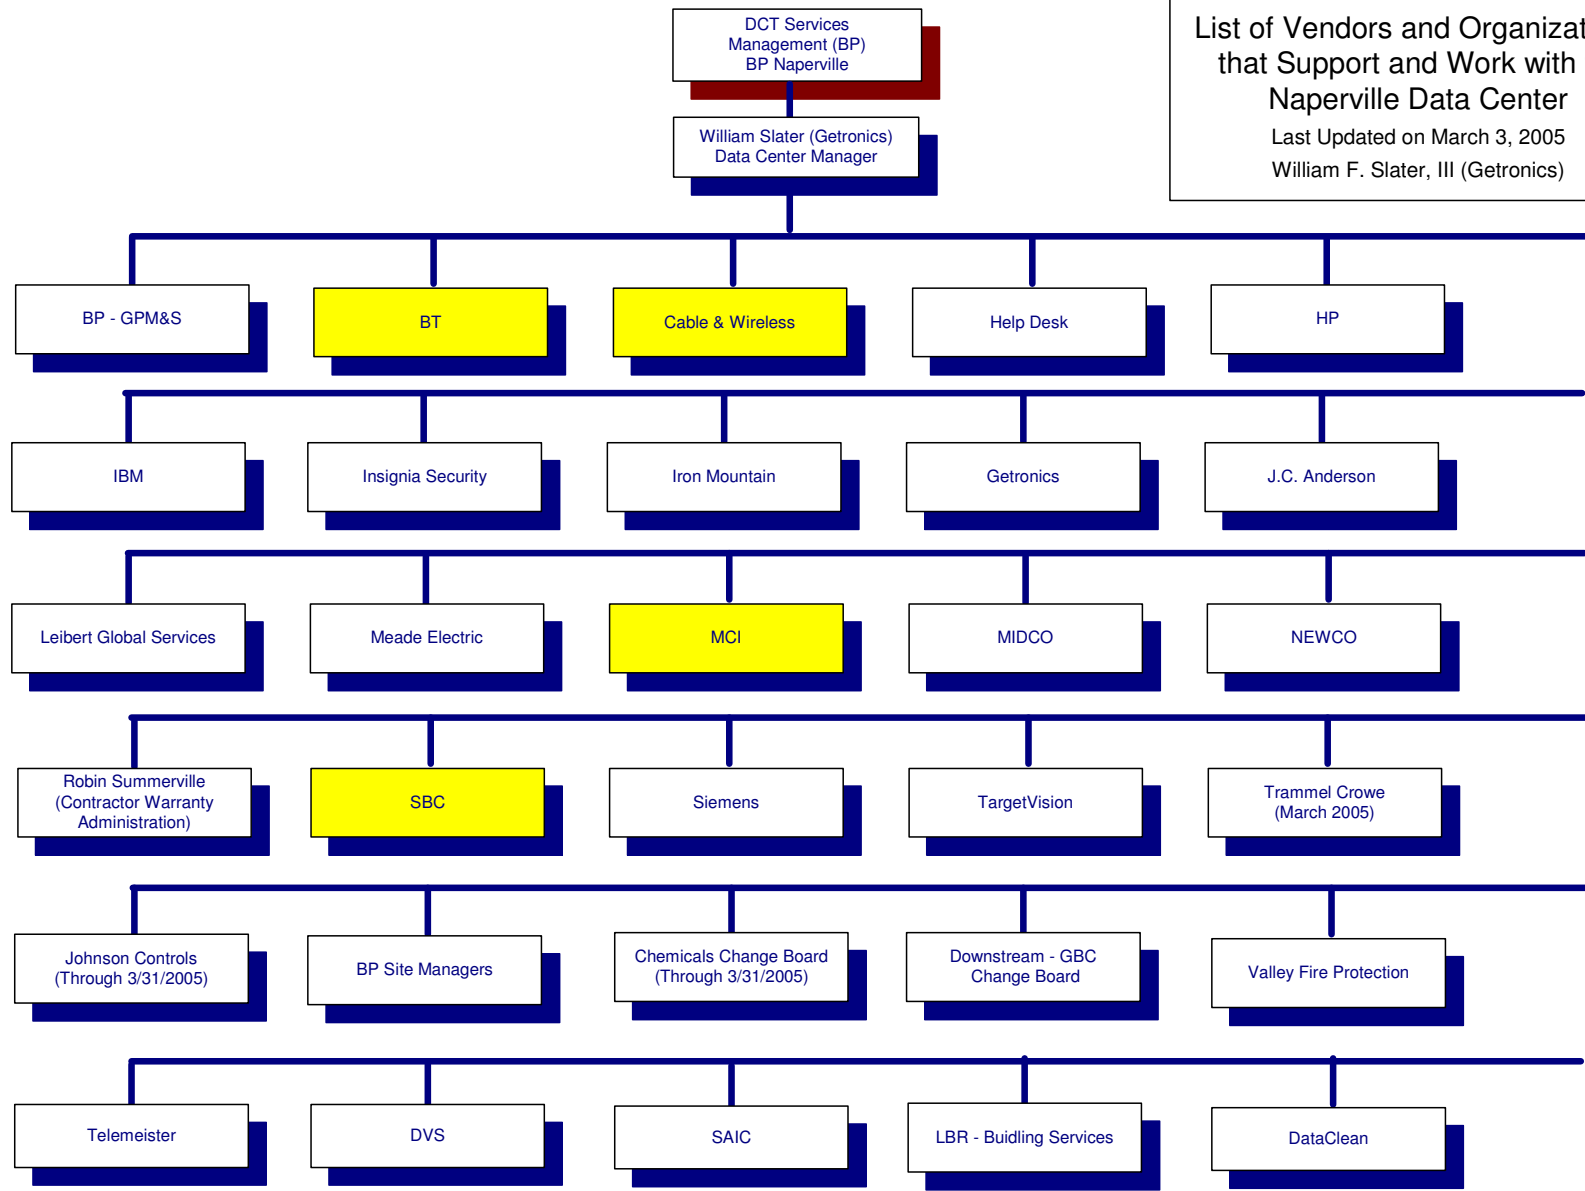 DCT Services
Management (BP)
BP Naperville
List of Vendors and Organizat
that Support and Work with
Naperville Data Center
Last Updated on March 3, 2005
William F. Slater, III (Getronics)
William Slater (Getronics)
Data Center Manager
BP - GPM&S
BT
Cable & Wireless
Help Desk
HP
IBM
Insignia Security
Iron Mountain
Getronics
J.C. Anderson
Leibert Global Services
Meade Electric
MCI
MIDCO
NEWCO
Robin Summerville
(Contractor Warranty
Administration)
SBC
Siemens
TargetVision
Trammel Crowe
(March 2005)
Johnson Controls
(Through 3/31/2005)
BP Site Managers
Chemicals Change Board
(Through 3/31/2005)
Downstream - GBC
Change Board
Valley Fire Protection
Telemeister
DVS
SAIC
LBR - Buidling Services
DataClean